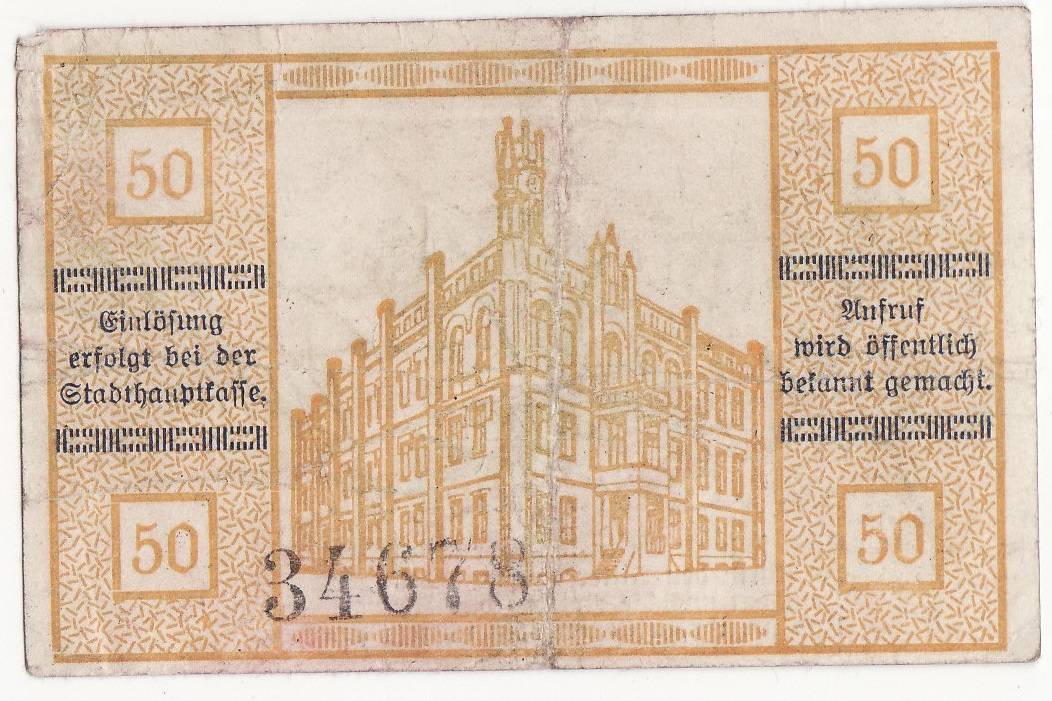 50
50
Einlösung
erfolgt bei der
Stadthauptkasse.
Aufruf
wird öffentlich
bekannt gemacht.
50
50
34678